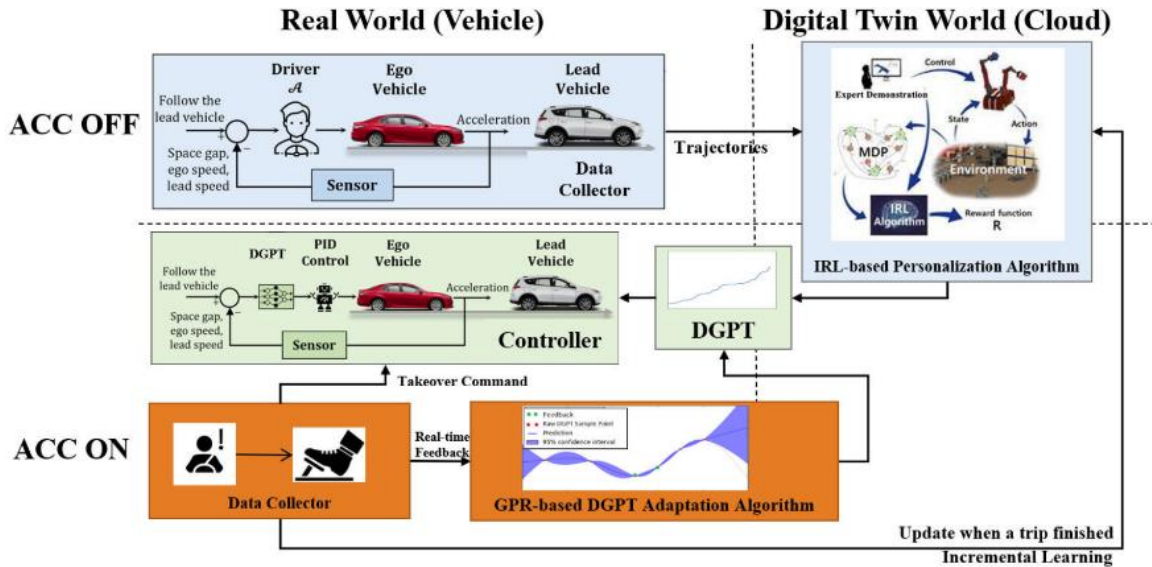 Real World (Vehicle)
Digital Twin World (Cloud)
ACC OFF
Driver
𝒜
Ego
Vehicle
Lead
Vehicle
Follow the
lead vehicle
+
−
Acceleration
Space gap,
ego speed,
lead speed
Sensor
Data
Collector
Trajectories
Control
Expert Demonstration
State
Action
MDP
Environment
IRL
Algorithm
Reward function
R
IRL-based Personalization Algorithm
DGPT
PID
Control
Ego
Vehicle
Lead
Vehicle
Follow the
lead vehicle
+
−
Acceleration
Space gap,
ego speed,
lead speed
Sensor
Controller
DGPT
Takeover Command
ACC ON
!
Data Collector
Real-time
Feedback
Feedback
Raw DGPT Sample Point
Prediction
95% confidence interval
GPR-based DGPT Adaptation Algorithm
Update when a trip finished
Incremental Learning